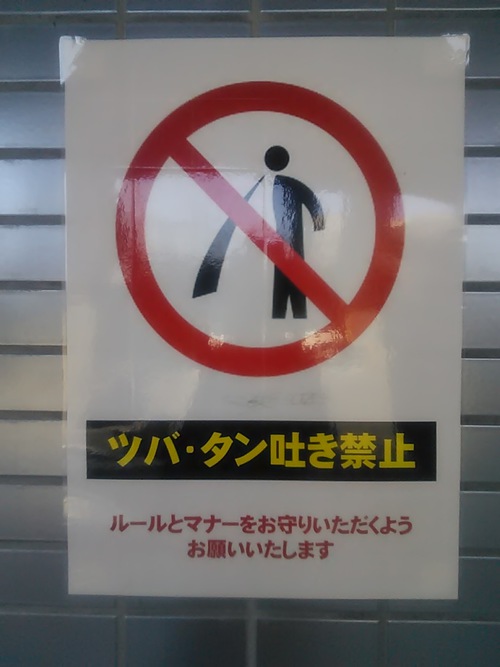 ツバ・タン吐き禁止
ルールとマナーをお守りいただくよう
お願いいたします